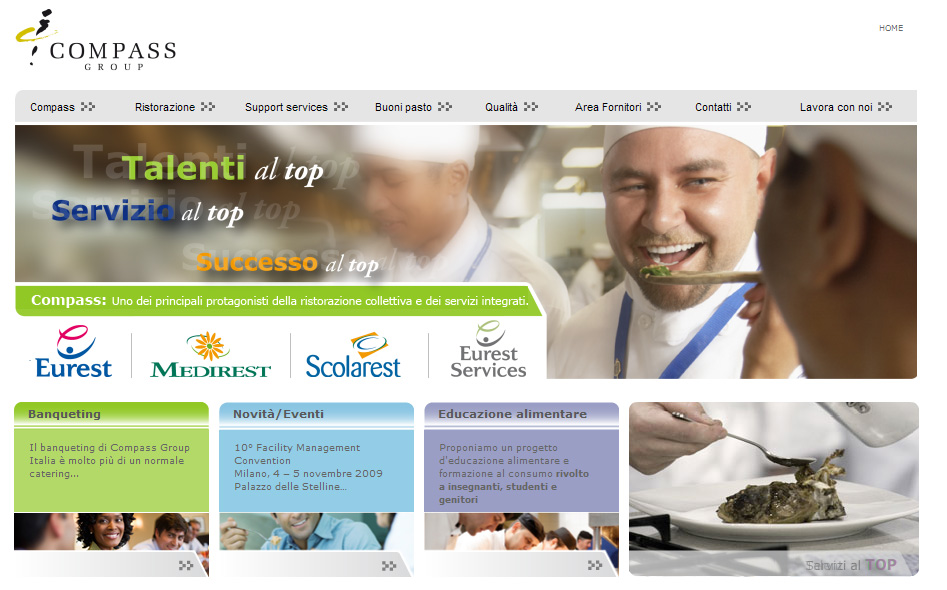 COMPASS
GROUP
HOME
Compass
Ristorazione
Support services
Buoni pasto
Qualità
Area Fornitori
Contatti
Lavora con noi
Talenti al top
Servizio al top
Successo al top
Compass: Uno dei principali protagonisti della ristorazione collettiva e dei servizi integrati.
Eurest
MEDIREST
Scolarest
Eurest
Services
Banqueting
Il banqueting di Compass Group
Italia è molto più di un normale
catering...
Novità/Eventi
10° Facility Management
Convention
Milano, 4 – 5 novembre 2009
Palazzo delle Stelline...
Educazione alimentare
Proponiamo un progetto
d'educazione alimentare e
formazione al consumo rivolto
a insegnanti, studenti e
genitori
al TOP